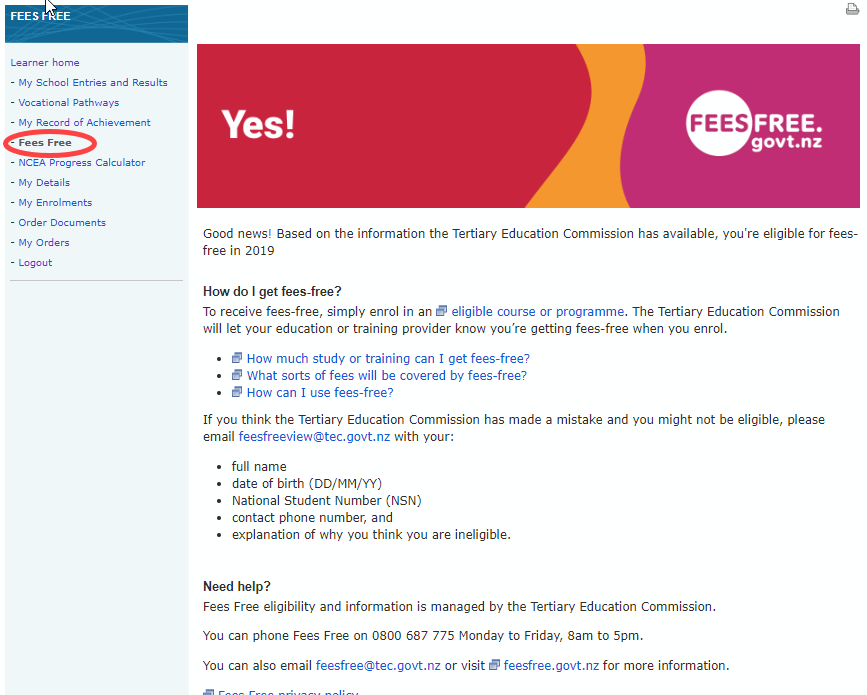 FEES FREE
Learner home
- My School Entries and Results
- Vocational Pathways
- My Record of Achievement
- Fees Free
- NCEA Progress Calculator
- My Details
- My Enrolments
- Order Documents
- My Orders
- Logout
Yes!
FEESFREE.
govt.nz
Good news! Based on the information the Tertiary Education Commission has available, you're eligible for fees-
free in 2019
How do I get fees-free?
To receive fees-free, simply enrol in an eligible course or programme. The Tertiary Education Commission
will let your education or training provider know you’re getting fees-free when you enrol.
• How much study or training can I get fees-free?
• What sorts of fees will be covered by fees-free?
• How can I use fees-free?
If you think the Tertiary Education Commission has made a mistake and you might not be eligible, please
email feesfreeview@tec.govt.nz with your:
• full name
• date of birth (DD/MM/YY)
• National Student Number (NSN)
• contact phone number, and
• explanation of why you think you are ineligible.
Need help?
Fees Free eligibility and information is managed by the Tertiary Education Commission.
You can phone Fees Free on 0800 687 775 Monday to Friday, 8am to 5pm.
You can also email feesfree@tec.govt.nz or visit feesfree.govt.nz for more information.
Fees Free privacy policy